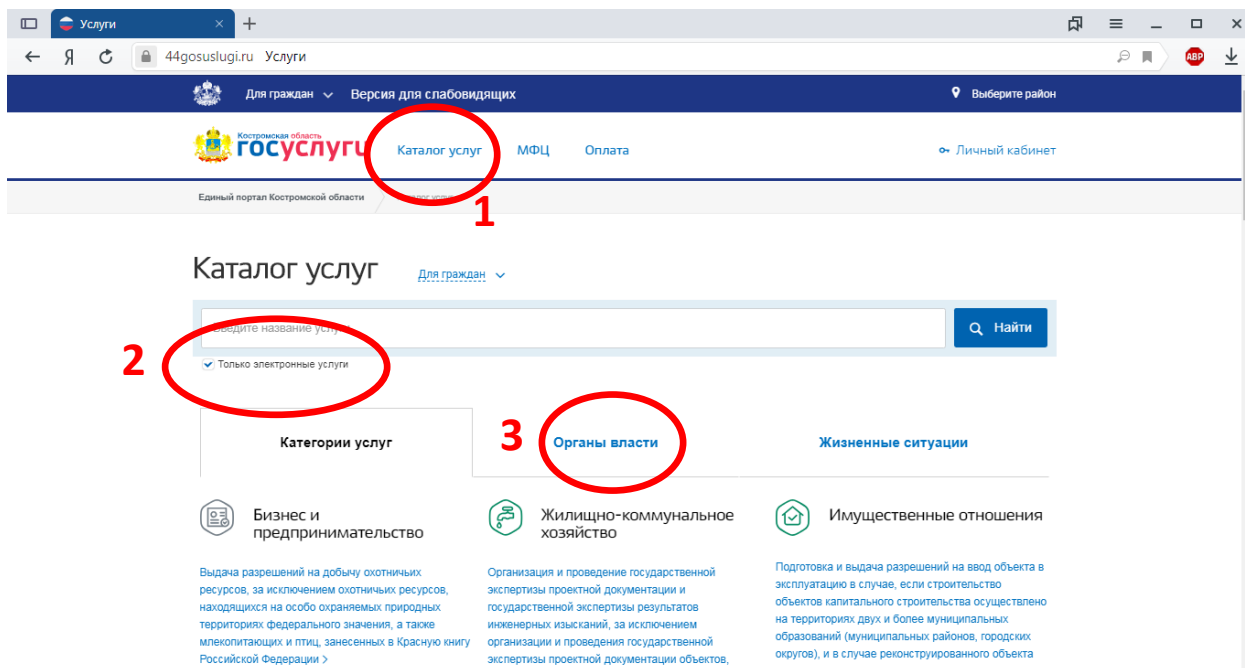 Услуги
44gosuslugi.ru Услуги
ABP
Для граждан Версия для слабовидящих Выберите район
Костромская область
госуслуги Каталог услуг МФЦ Оплата Личный кабинет
Единый портал Костромской области
1
Каталог услуг Для граждан
Введите название Найти
2
Только электронные услуги
Категории услуг 3 Органы власти Жизненные ситуации
Бизнес и
предпринимательство
Жилищно-коммунальное
хозяйство
Имущественные отношения
Выдача разрешений на добычу охотничьих
ресурсов, за исключением охотничьих ресурсов,
находящихся на особо охраняемых природных
территориях федерального значения, а также
млекопитающих и птиц, занесенных в Красную книгу
Российской Федерации >
Организация и проведение государственной
экспертизы проектной документации и
государственной экспертизы результатов
инженерных изысканий, за исключением
организации и проведения государственной
экспертизы проектной документации объектов,
Подготовка и выдача разрешений на ввод объекта в
эксплуатацию в случае, если строительство
объектов капитального строительства осуществлено
на территориях двух и более муниципальных
образований (муниципальных районов, городских
округов), и в случае реконструированного объекта